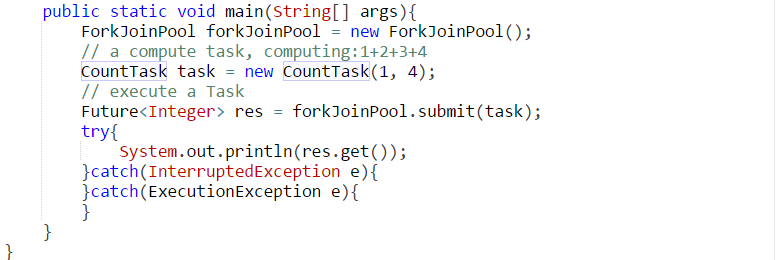 public static void main(String[] args){
ForkJoinPool forkJoinPool = new ForkJoinPool();
// a compute task, computing:1+2+3+4
CountTask task = new CountTask(1, 4);
// execute a Task
Future<Integer> res = forkJoinPool.submit(task);
try{
System.out.println(res.get());
}catch(InterruptedException e){
}catch(ExecutionException e){
}
}
}